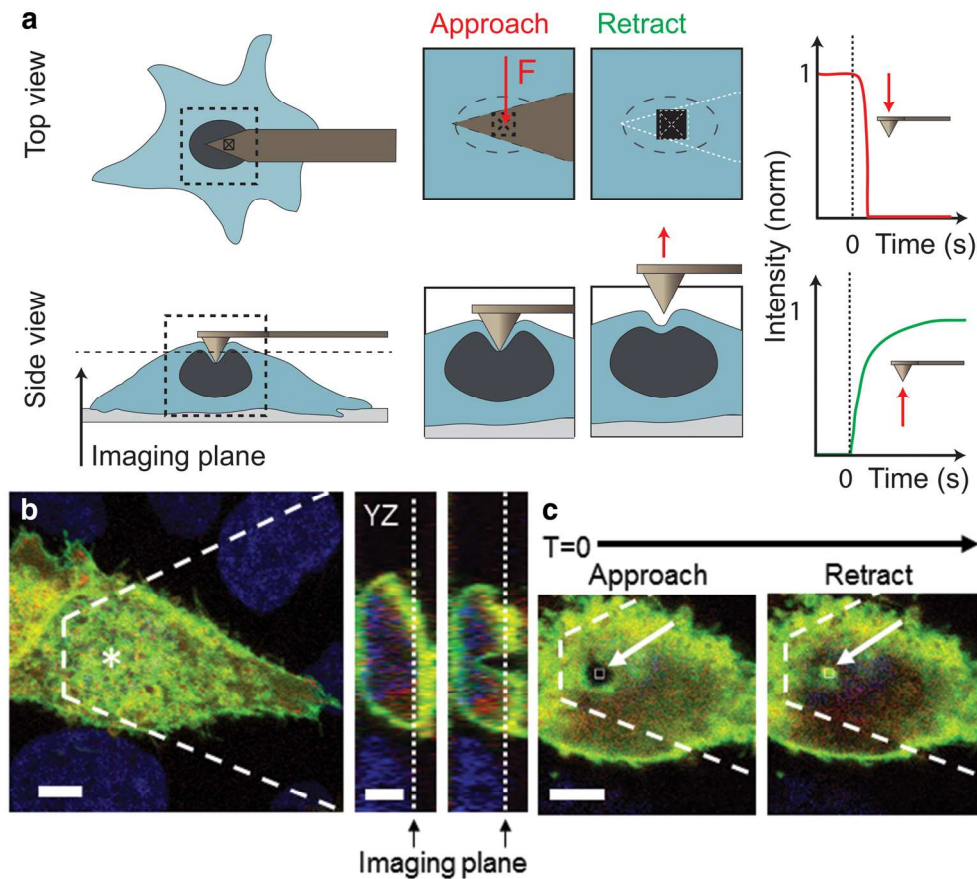 a
Top view
Approach
Retract
F
Intensity (norm)
1
0
Time (s)
Side view
Imaging plane
1
0
Time (s)
b
YZ
Imaging plane
c
T=0
Approach
Retract
*